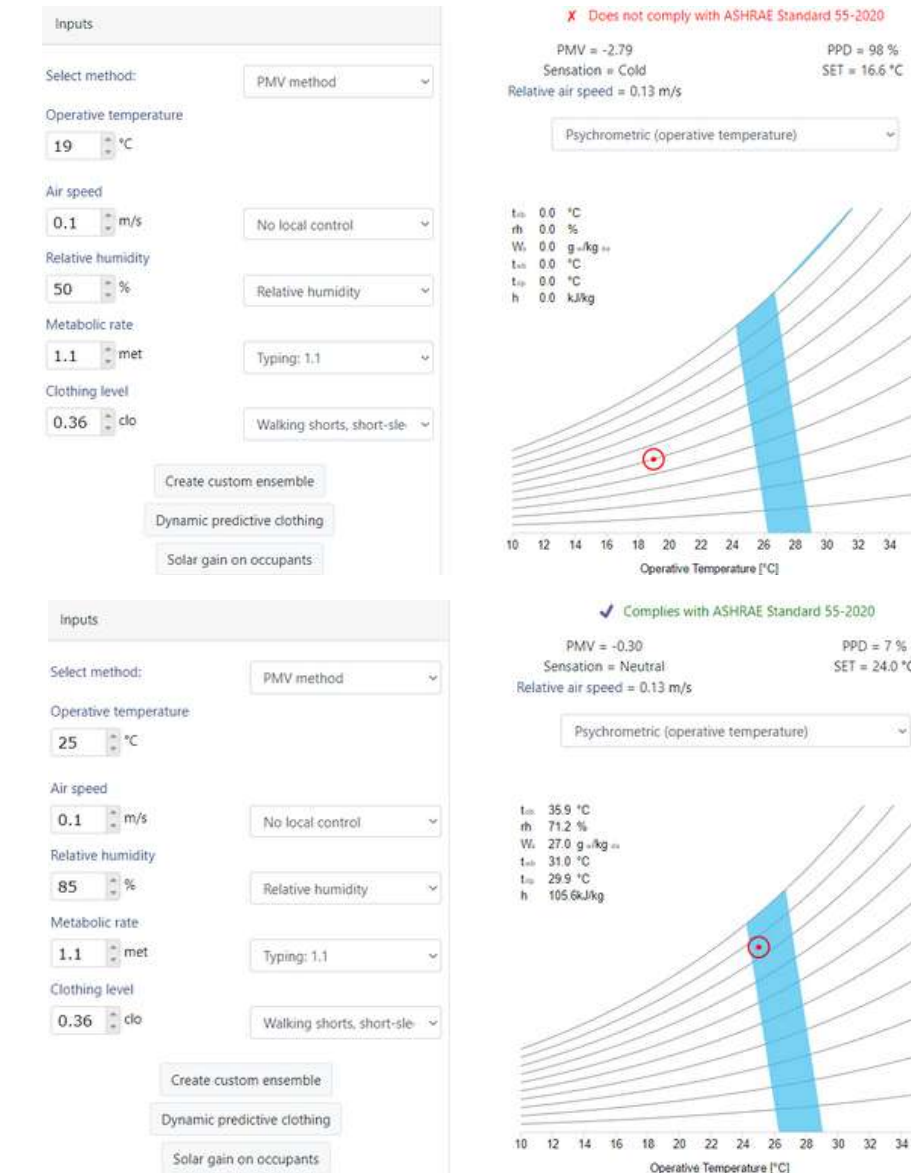 Inputs
Select method:
PMV method
Operative temperature
19 °C
Air speed
0.1 m/s
No local control
Relative humidity
50 %
Relative humidity
Metabolic rate
1.1 met
Typing: 1.1
Clothing level
0.36 clo
Walking shorts, short-sle
Create custom ensemble
Dynamic predictive clothing
Solar gain on occupants
✗ Does not comply with ASHRAE Standard 55-2020
PMV = -2.79
PPD = 98 %
Sensation = Cold
SET = 16.6 °C
Relative air speed = 0.13 m/s
Psychrometric (operative temperature)
0.0 °C
rh 0.0 %
0.0
0.0 °C
0.0 °C
h 0.0 kJ/kg
10 12 14 16 18 20 22 24 26 28 30 32 34
Operative Temperature [°C]
Inputs
Select method:
PMV method
Operative temperature
25 °C
Air speed
0.1 m/s
No local control
Relative humidity
85 %
Relative humidity
Metabolic rate
1.1 met
Typing: 1.1
Clothing level
0.36 clo
Walking shorts, short-sle
Create custom ensemble
Dynamic predictive clothing
Solar gain on occupants
✔ Complies with ASHRAE Standard 55-2020
PMV = -0.30
PPD = 7 %
Sensation = Neutral
SET = 24.0 °C
Relative air speed = 0.13 m/s
Psychrometric (operative temperature)
35.9 °C
rh 71.2 %
27.0
31.0 °C
29.9 °C
h 105.6kJ/kg
10 12 14 16 18 20 22 24 26 28 30 32 34
Operative Temperature [°C]